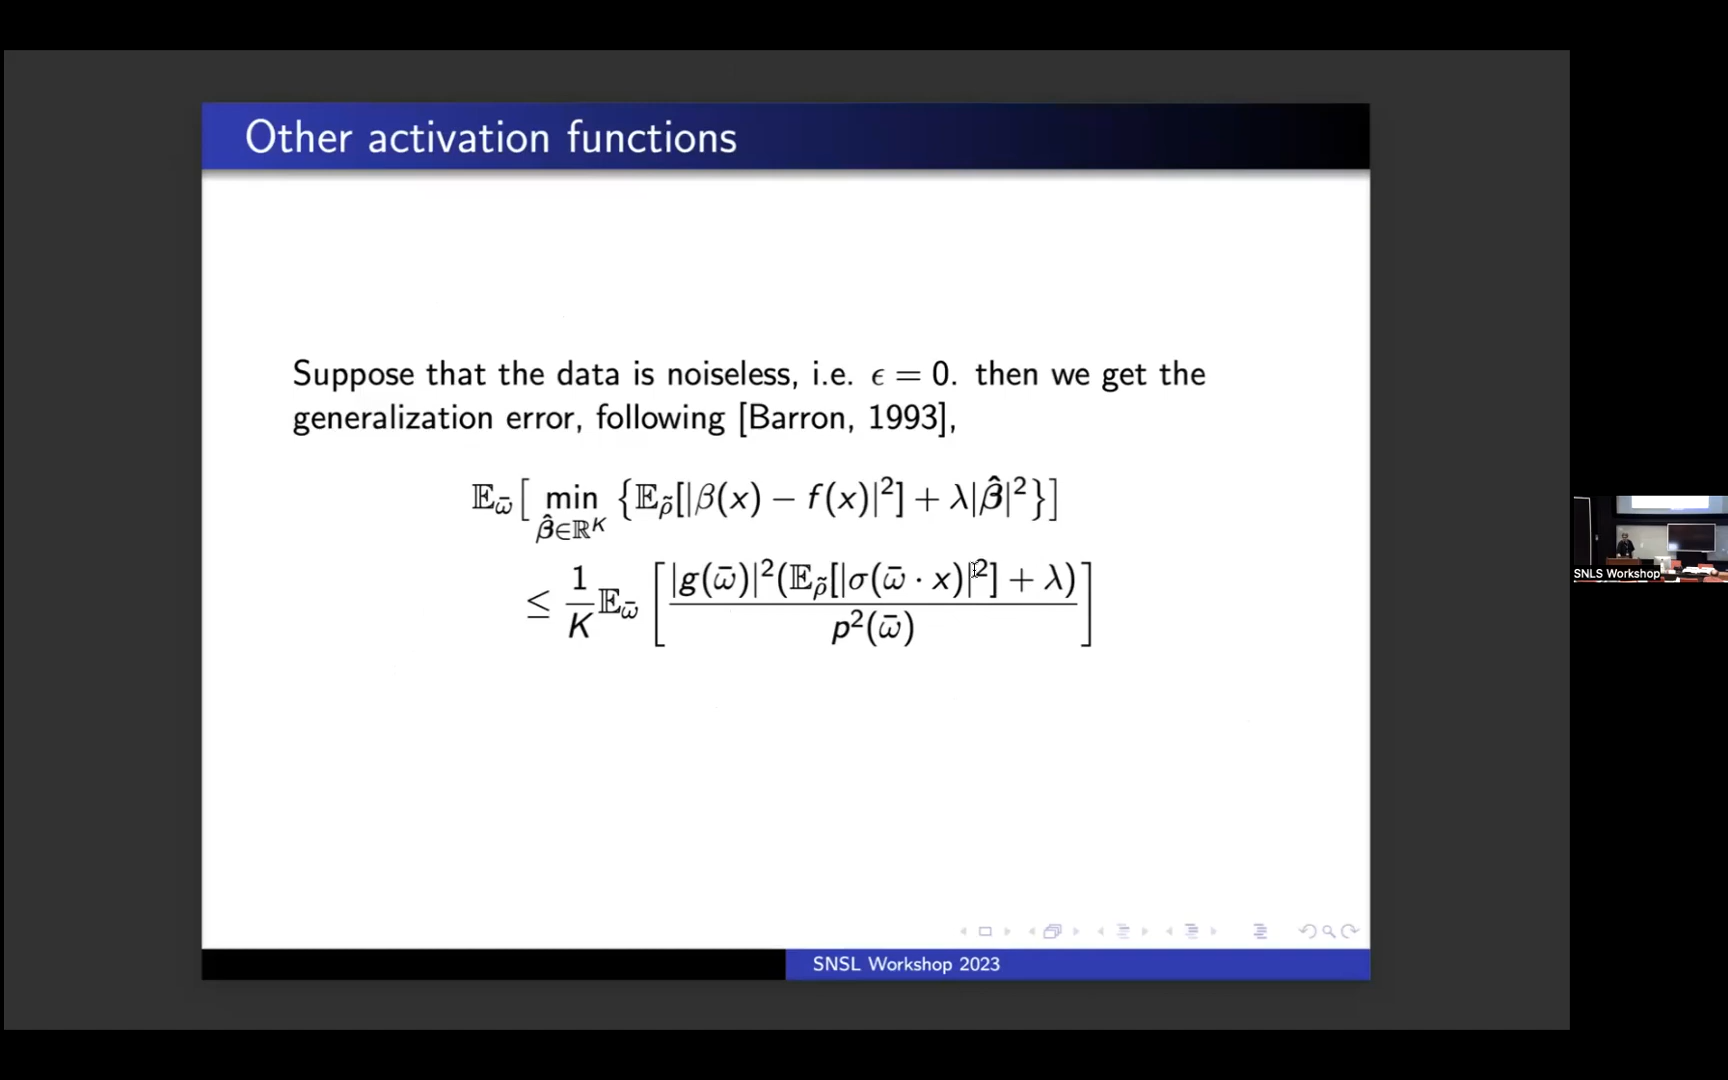 Other activation functions
Suppose that the data is noiseless, i.e. ϵ = 0. then we get the
generalization error, following [Barron, 1993],
𝔼_ω̄[ min_{β̂∈ℝ^K} {𝔼_ρ̃[|β(x) − f(x)|²] + λ|β̂|²}]
≤ 1/K 𝔼_ω̄ [ |g(ω̄)|²(𝔼_ρ̃[|σ(ω̄ · x)|²] + λ) / p²(ω̄) ]
SNSL Workshop 2023
SNLS Workshop